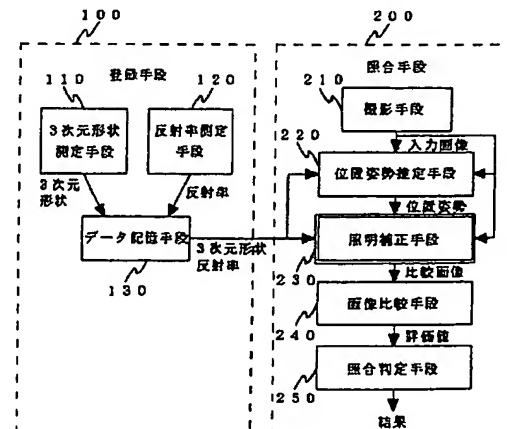 １００
登録手段
１１０
１２０
３次元形状
測定手段
反射率測定
手段
３次元
形状
反射率
データ記憶手段
１３０
３次元形状
反射率
２００
照合手段
２１０
撮影手段
２２０
入力画像
位置姿勢推定手段
位置姿勢
照明補正手段
２３０
比較画像
画像比較手段
２４０
評価値
照合判定手段
２５０
結果